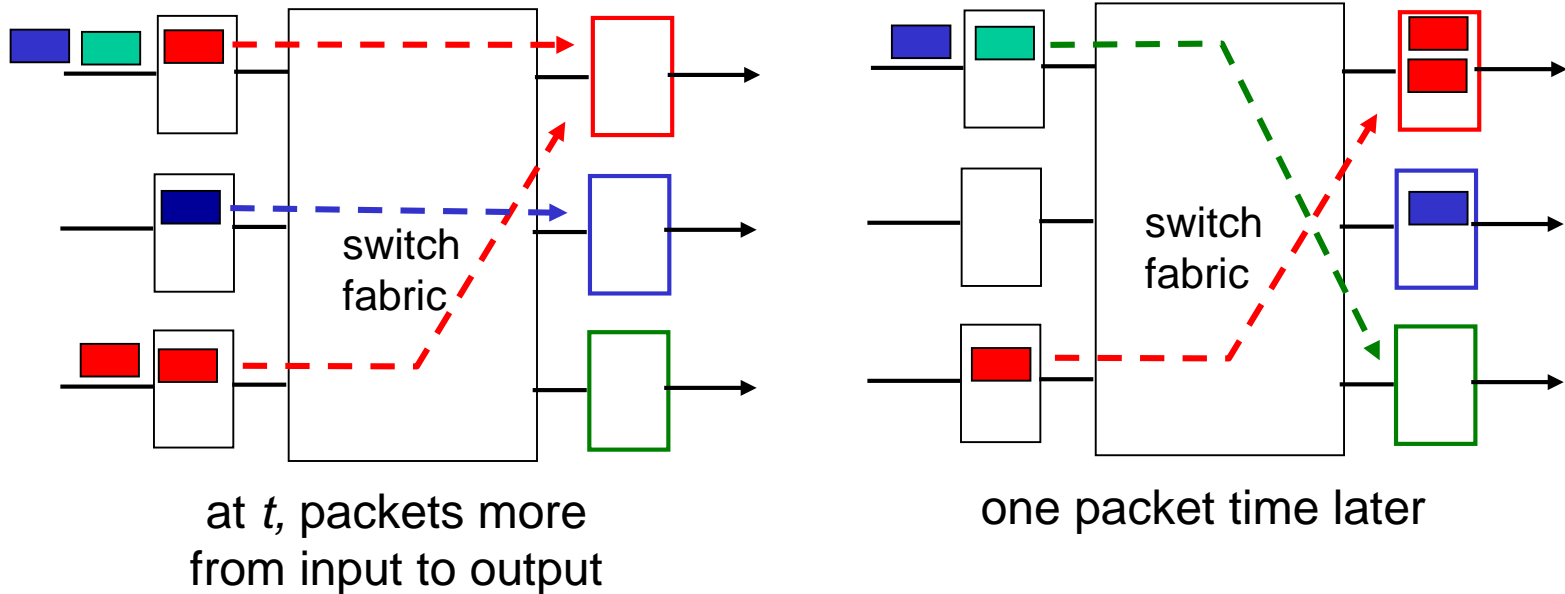 switch
fabric
at t, packets more
from input to output
switch
fabric
one packet time later